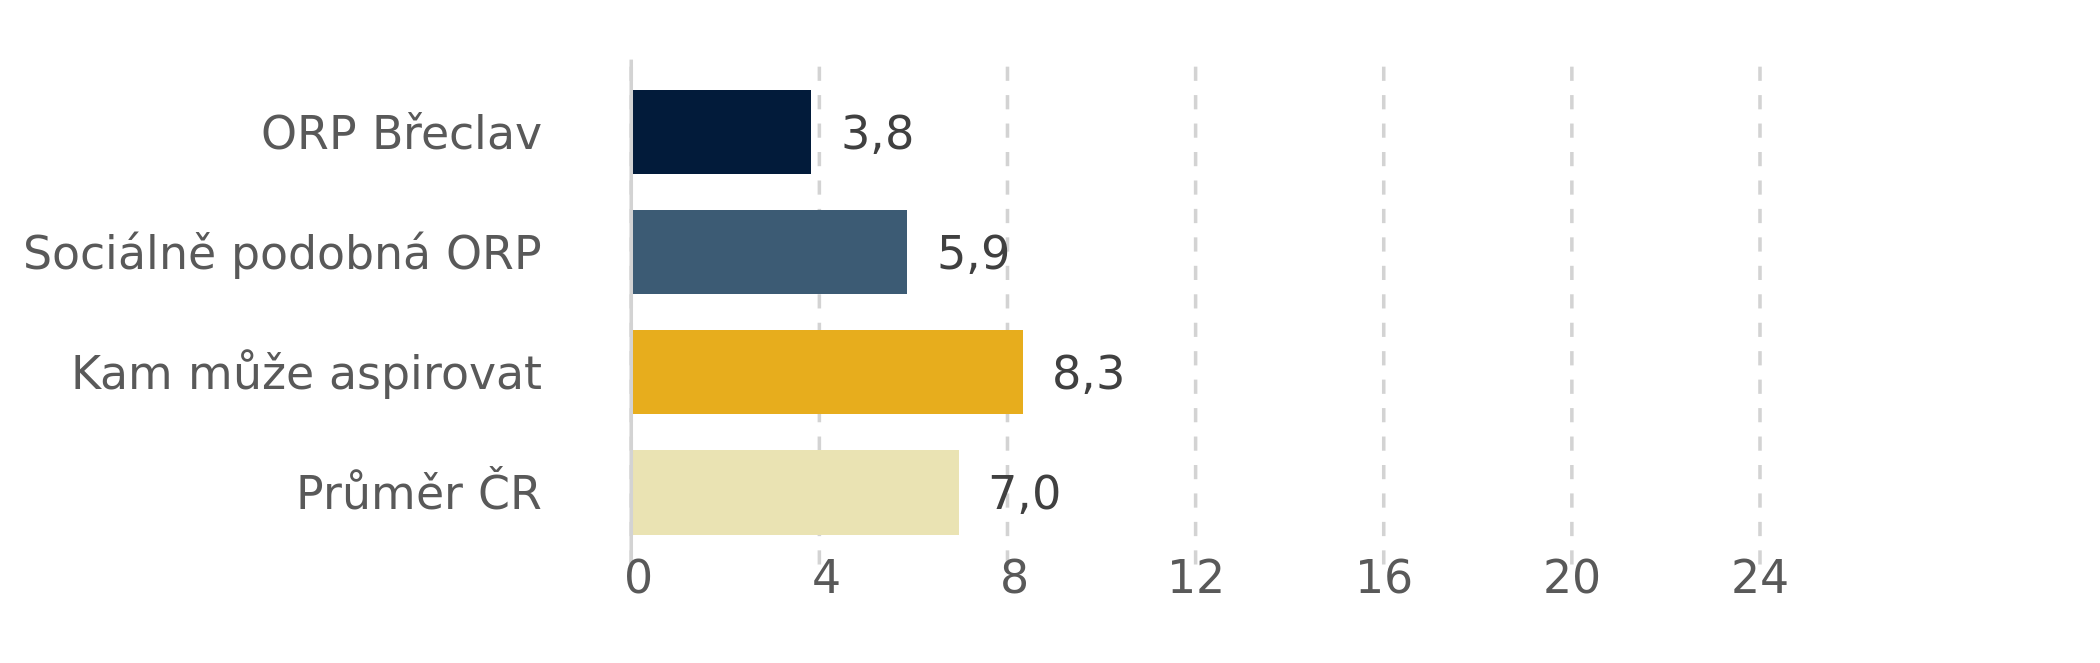 ORP Břeclav 3,8
Sociálně podobná ORP 5,9
Kam může aspirovat 8,3
Průměr ČR 7,0
0 4 8 12 16 20 24